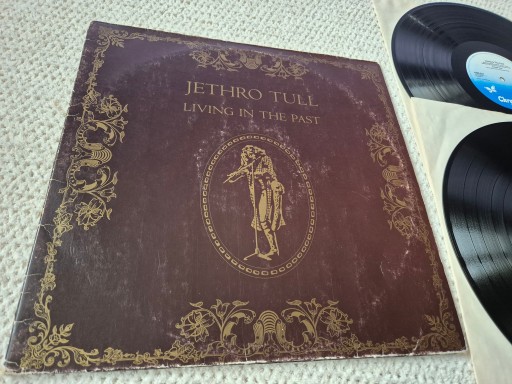 JETHRO TULL
LIVING IN THE PAST